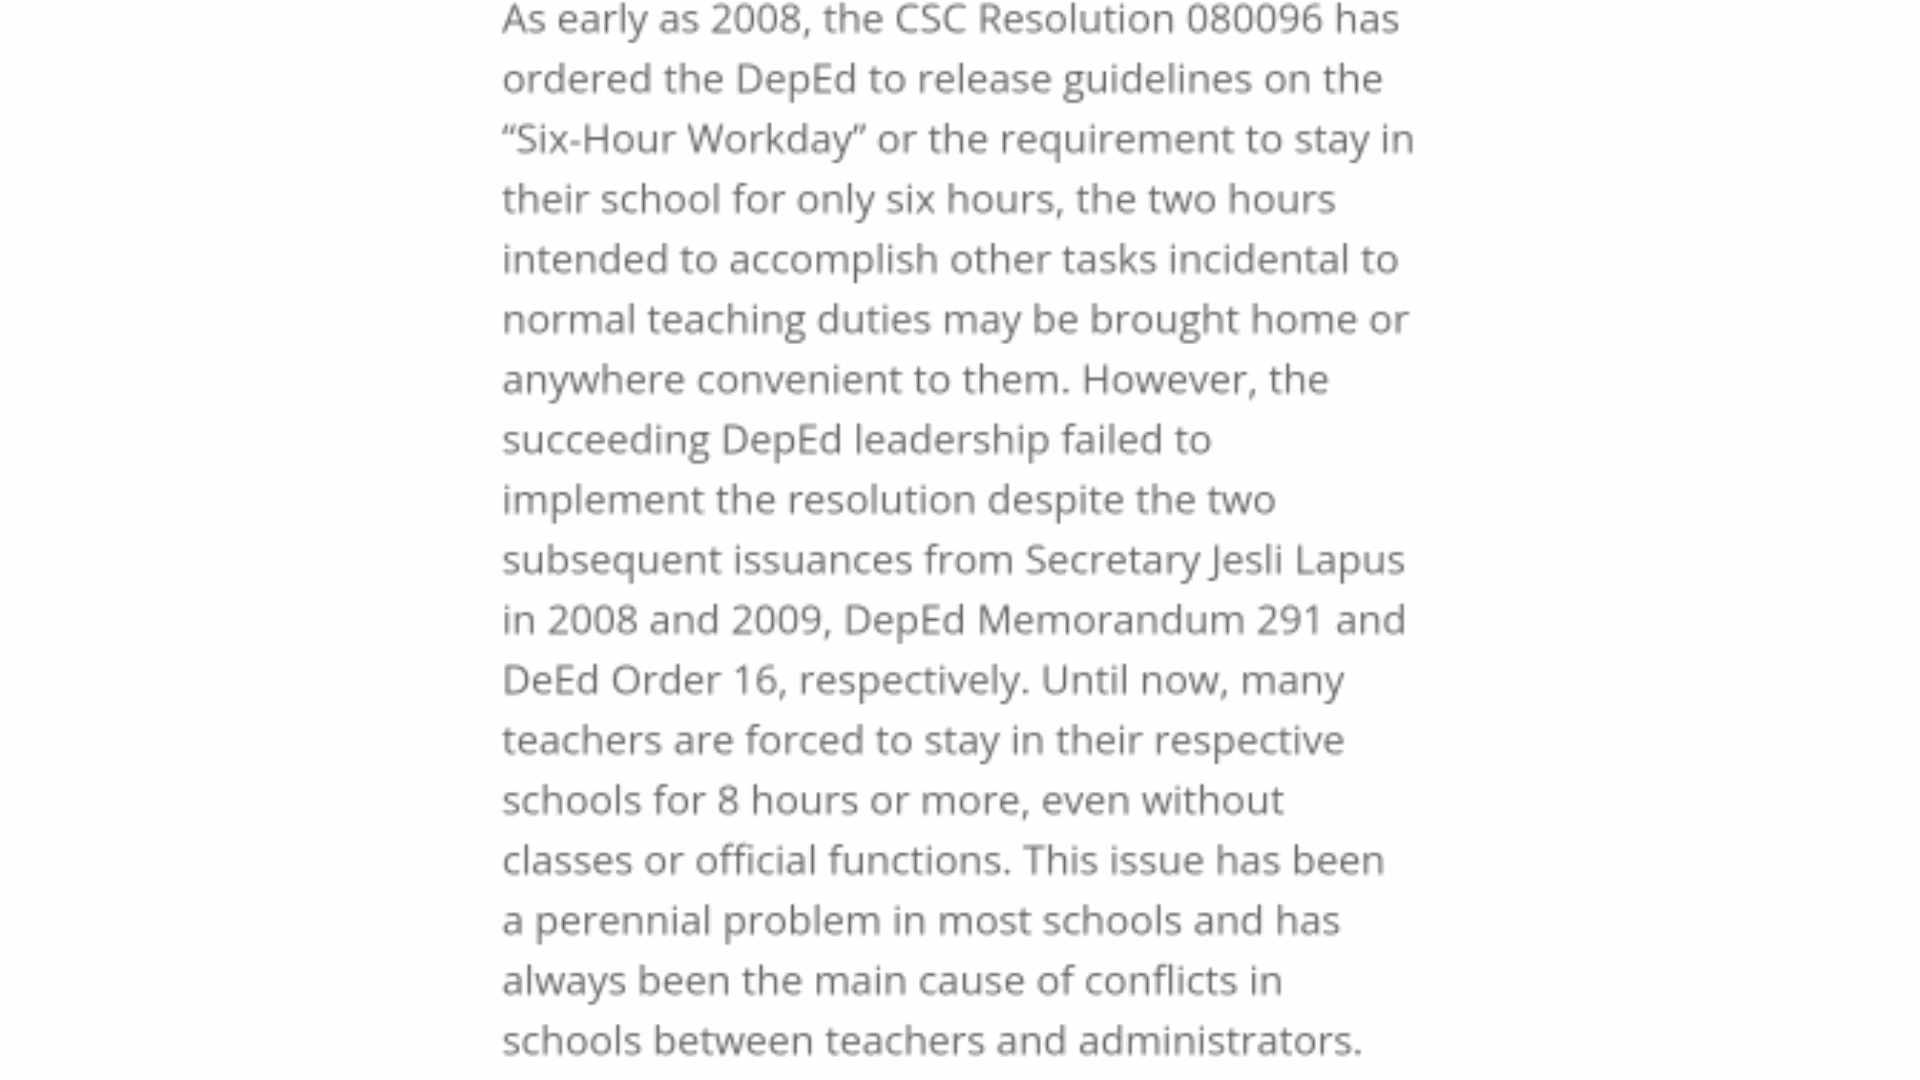 As early as 2008, the CSC Resolution 080096 has
ordered the DepEd to release guidelines on the
“Six-Hour Workday” or the requirement to stay in
their school for only six hours, the two hours
intended to accomplish other tasks incidental to
normal teaching duties may be brought home or
anywhere convenient to them. However, the
succeeding DepEd leadership failed to
implement the resolution despite the two
subsequent issuances from Secretary Jesli Lapus
in 2008 and 2009, DepEd Memorandum 291 and
DeEd Order 16, respectively. Until now, many
teachers are forced to stay in their respective
schools for 8 hours or more, even without
classes or official functions. This issue has been
a perennial problem in most schools and has
always been the main cause of conflicts in
schools between teachers and administrators.